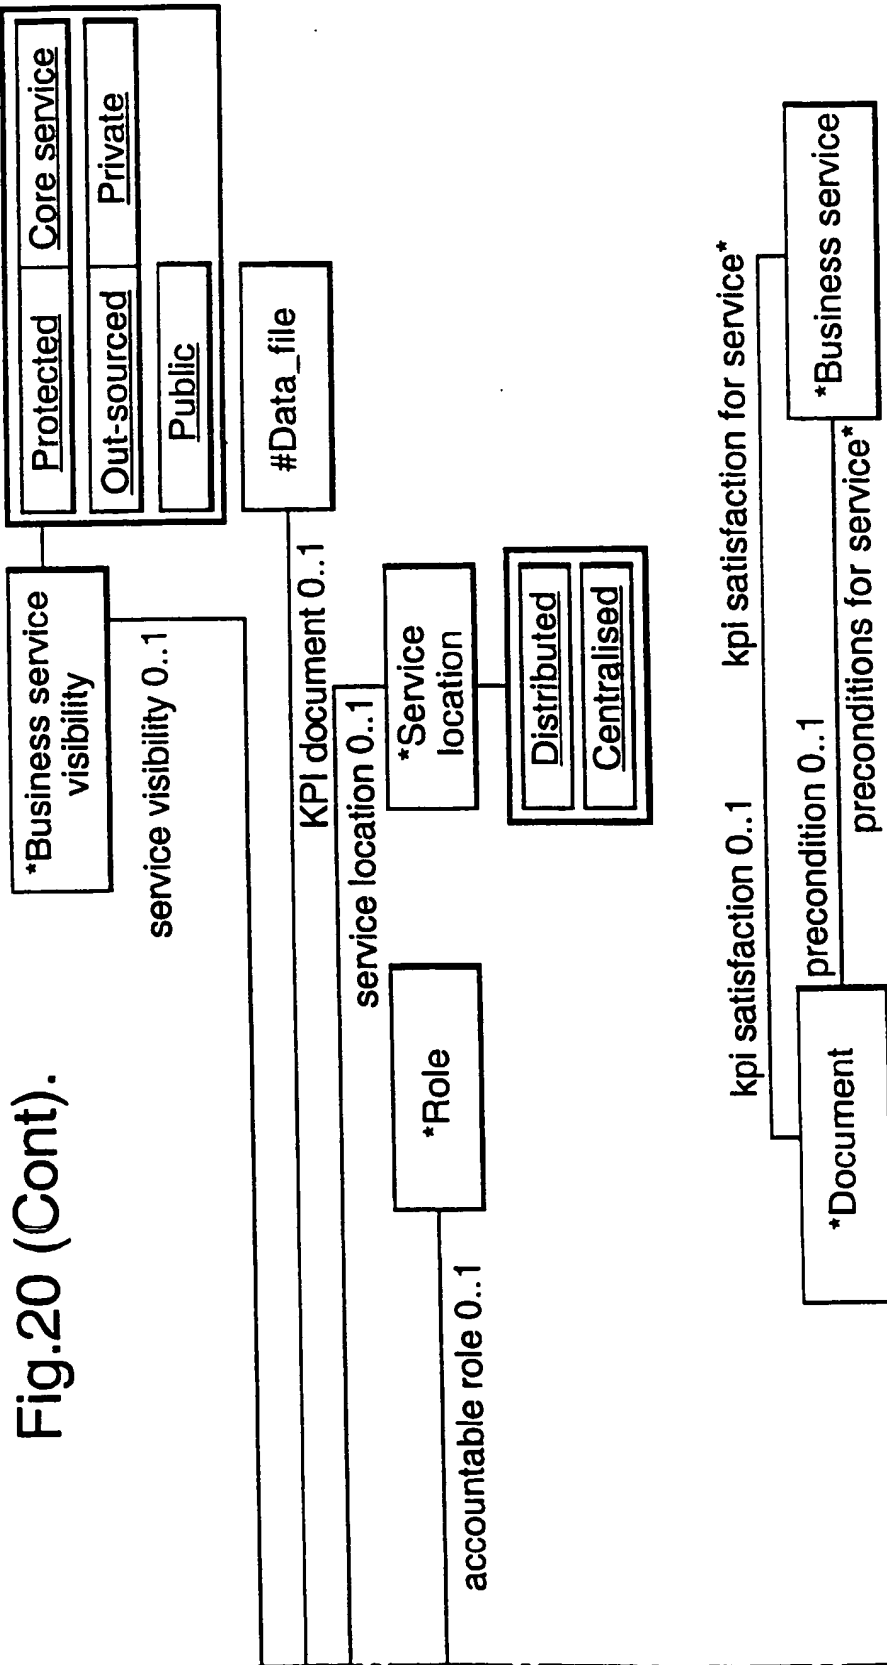 Fig.20 (Cont).
*Business service
visibility
Protected
Core service
Out-sourced
Private
Public
service visibility 0..1
#Data_file
KPI document 0..1
service location 0..1
*Service
location
Distributed
Centralised
*Role
accountable role 0..1
kpi satisfaction 0..1
kpi satisfaction for service*
*Document
precondition 0..1
preconditions for service*
*Business service